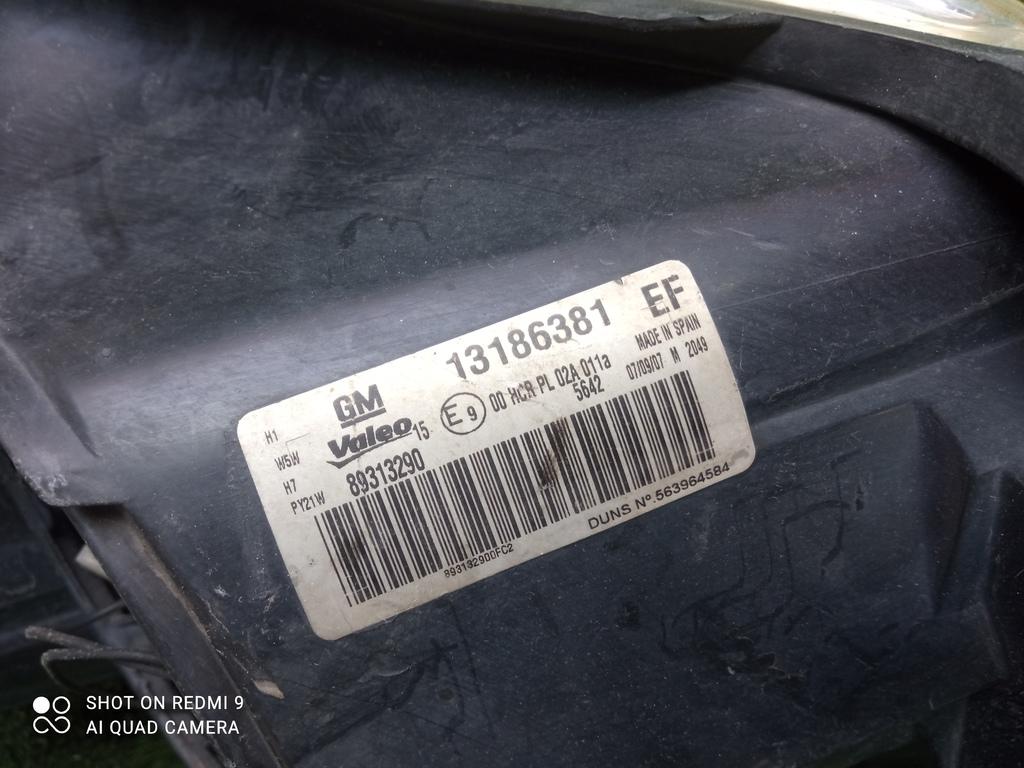 GM 13186381 EF
H1 Valeo 15 E9 00 HCR PL 02A 011a MADE IN SPAIN
W5W 89313290 5642 07/09/07 M 2049
H7
PY21W
893132900FC2 DUNS Nº.563964584
SHOT ON REDMI 9
AI QUAD CAMERA